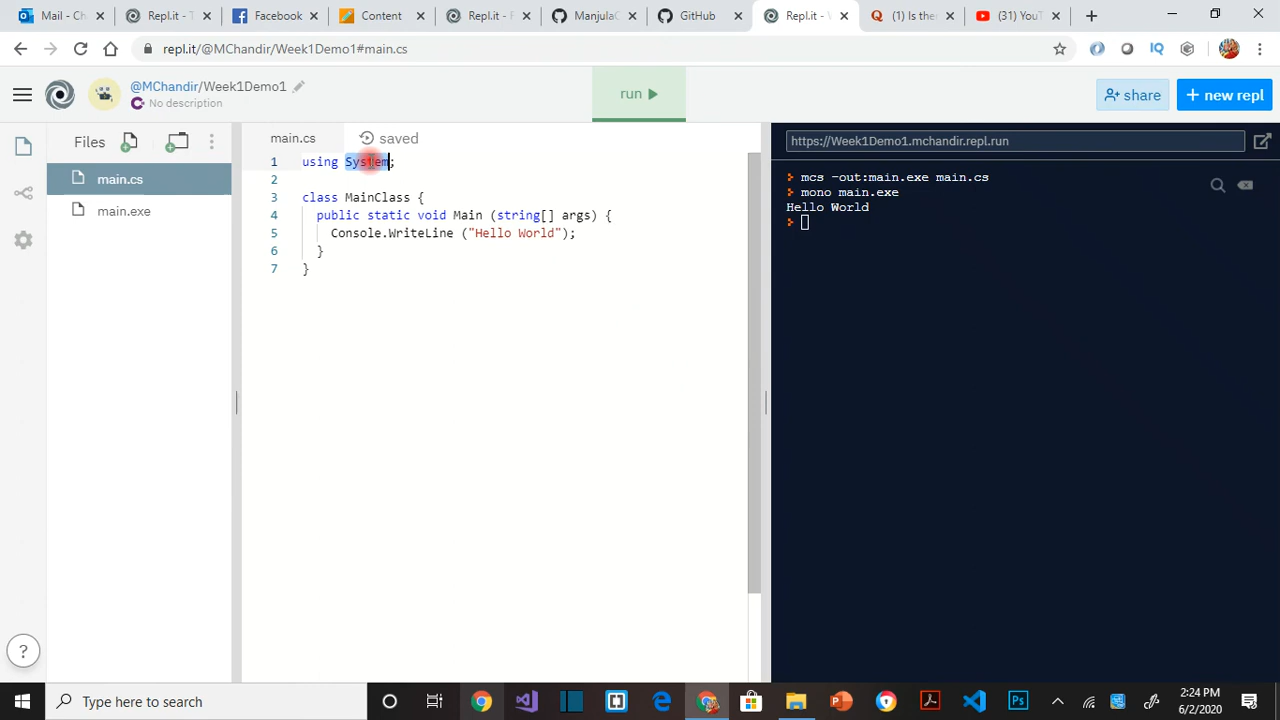 Mail - Ch
Repl.it - T
Facebook
Content
Repl.it - F
ManjulaC
GitHub
Repl.it - V
(1) Is the
(31) YouT
repl.it/@MChandir/Week1Demo1#main.cs
@MChandir/Week1Demo1
No description
run
share
+ new repl
Files
main.cs
main.exe
main.cs
saved
1 using System;
2
3 class MainClass {
4 public static void Main (string[] args) {
5 Console.WriteLine ("Hello World");
6 }
7 }
https://Week1Demo1.mchandir.repl.run
mcs -out:main.exe main.cs
mono main.exe
Hello World
?
Type here to search
2:24 PM
6/2/2020